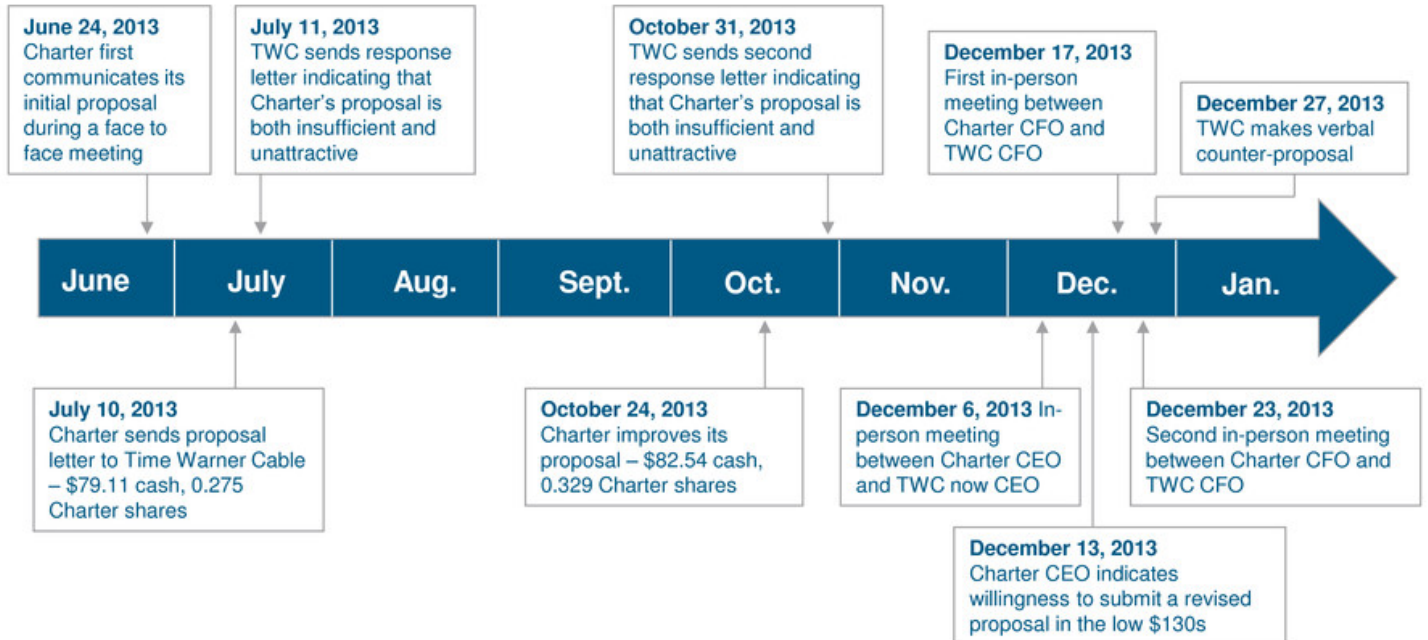 June 24, 2013
Charter first
communicates its
initial proposal
during a face to
face meeting
July 11, 2013
TWC sends response
letter indicating that
Charter's proposal is
both insufficient and
unattractive
October 31, 2013
TWC sends second
response letter indicating
that Charter's proposal is
both insufficient and
unattractive
December 17, 2013
First in-person
meeting between
Charter CFO and
TWC CFO
December 27, 2013
TWC makes verbal
counter-proposal
June
July
Aug.
Sept.
Oct.
Nov.
Dec.
Jan.
July 10, 2013
Charter sends proposal
letter to Time Warner Cable
– $79.11 cash, 0.275
Charter shares
October 24, 2013
Charter improves its
proposal – $82.54 cash,
0.329 Charter shares
December 6, 2013 In-
person meeting
between Charter CEO
and TWC now CEO
December 23, 2013
Second in-person meeting
between Charter CFO and
TWC CFO
December 13, 2013
Charter CEO indicates
willingness to submit a revised
proposal in the low $130s